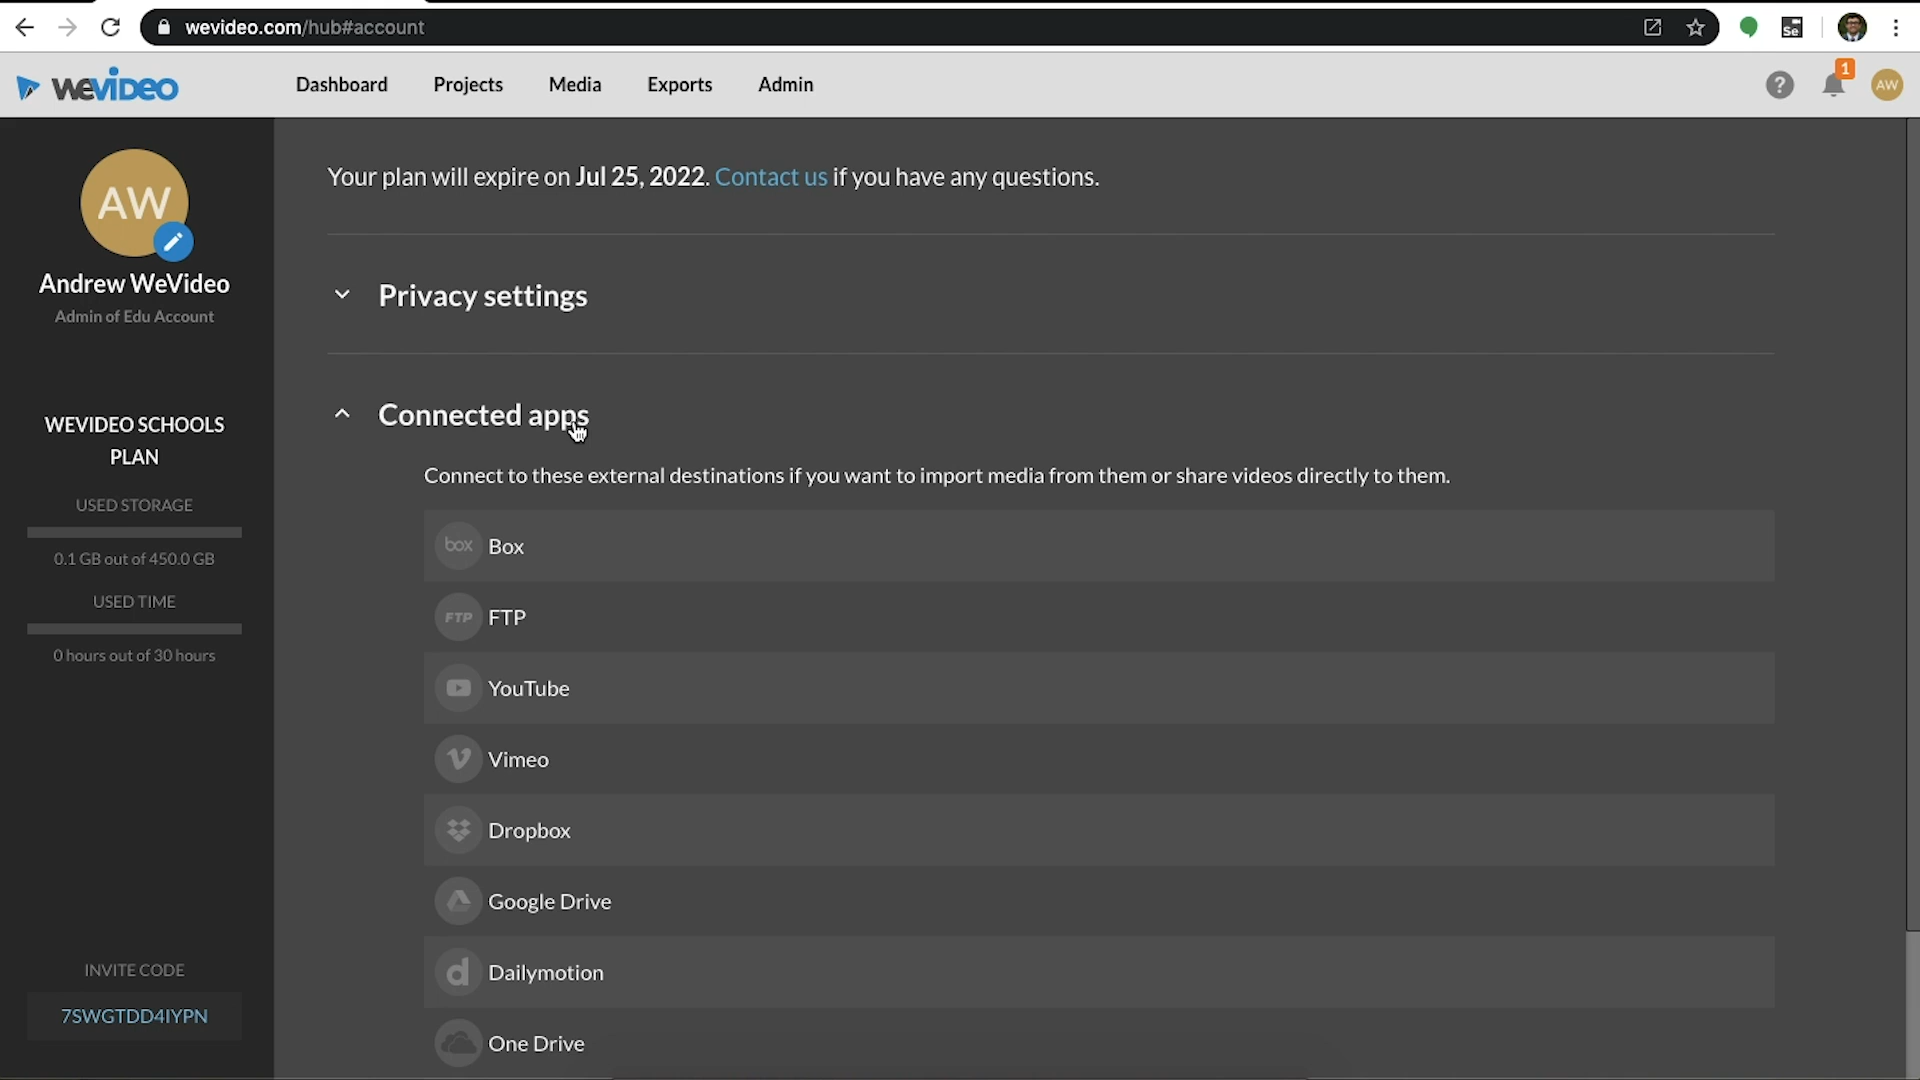 wevideo.com/hub#account
Se
WeVideo
Dashboard
Projects
Media
Exports
Admin
?
1
AW
AW
Andrew WeVideo
Admin of Edu Account
WEVIDEO SCHOOLS
PLAN
USED STORAGE
0.1 GB out of 450.0 GB
USED TIME
0 hours out of 30 hours
INVITE CODE
7SWGTDD4IYPN
Your plan will expire on Jul 25, 2022. Contact us if you have any questions.
Privacy settings
Connected apps
Connect to these external destinations if you want to import media from them or share videos directly to them.
box Box
FTP FTP
YouTube
Vimeo
Dropbox
Google Drive
d Dailymotion
One Drive